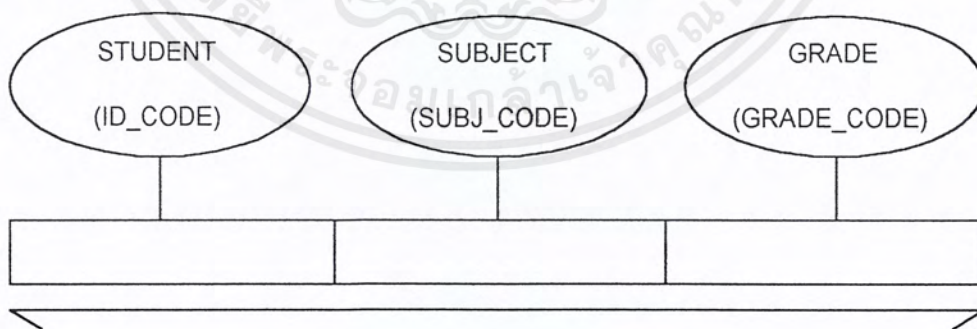 STUDENT
(ID_CODE)
SUBJECT
(SUBJ_CODE)
GRADE
(GRADE_CODE)